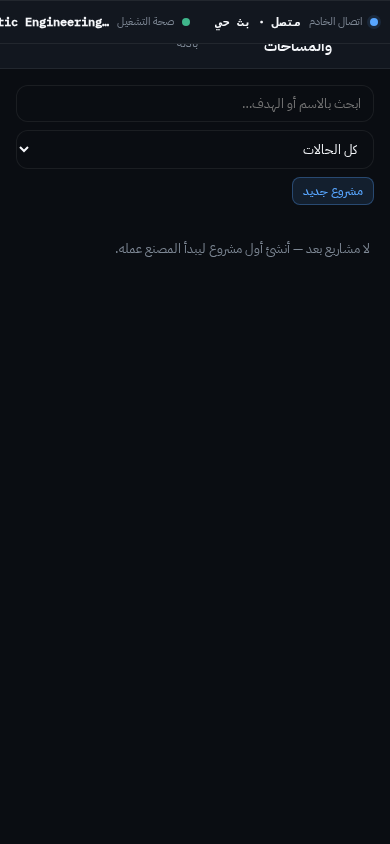 اتصال الخادم متصل · بث حي صحة التشغيل tic Engineering…
والمساحات
ابحث بالاسم أو الهدف...
كل الحالات
مشروع جديد
لا مشاريع بعد — أنشئ أول مشروع ليبدأ المصنع عمله.